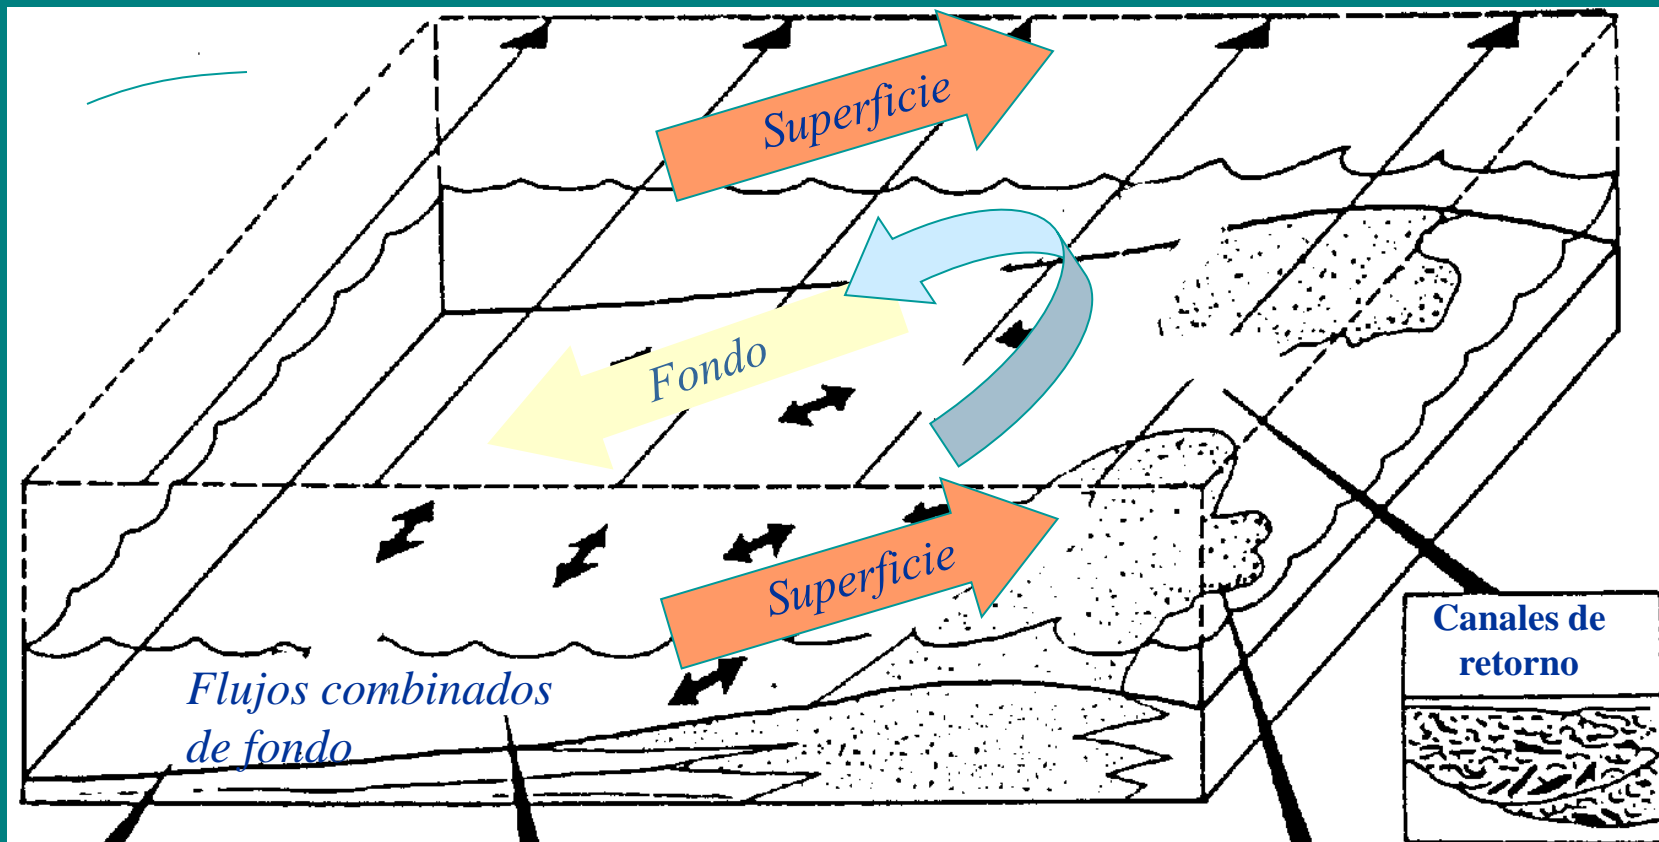 Superficie
Fondo
Superficie
Flujos combinados
de fondo
Canales de
retorno